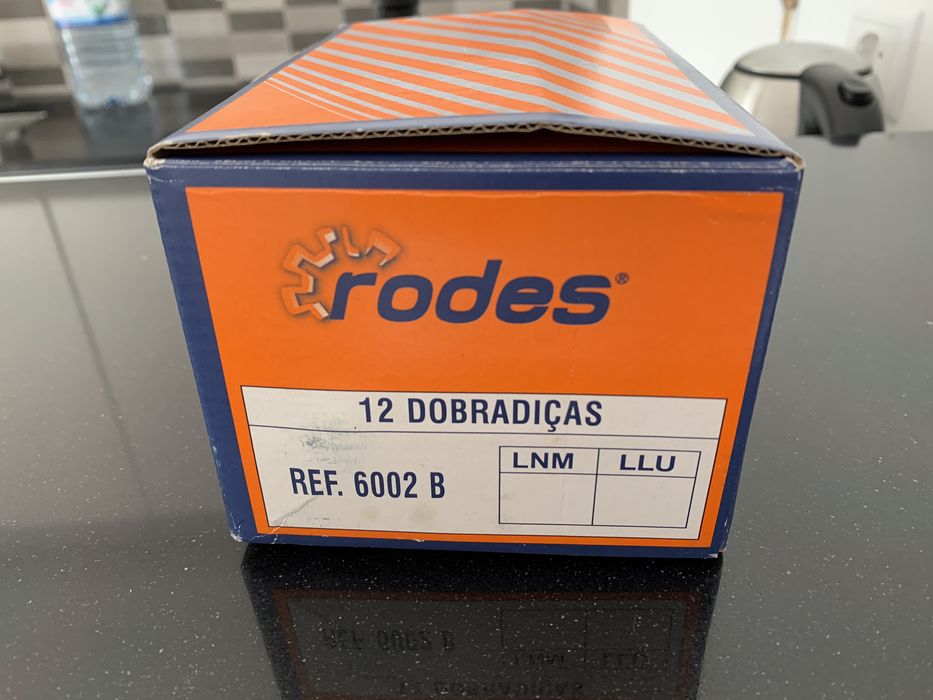 rodes®
12 DOBRADIÇAS
REF. 6002 B
LNM LLU